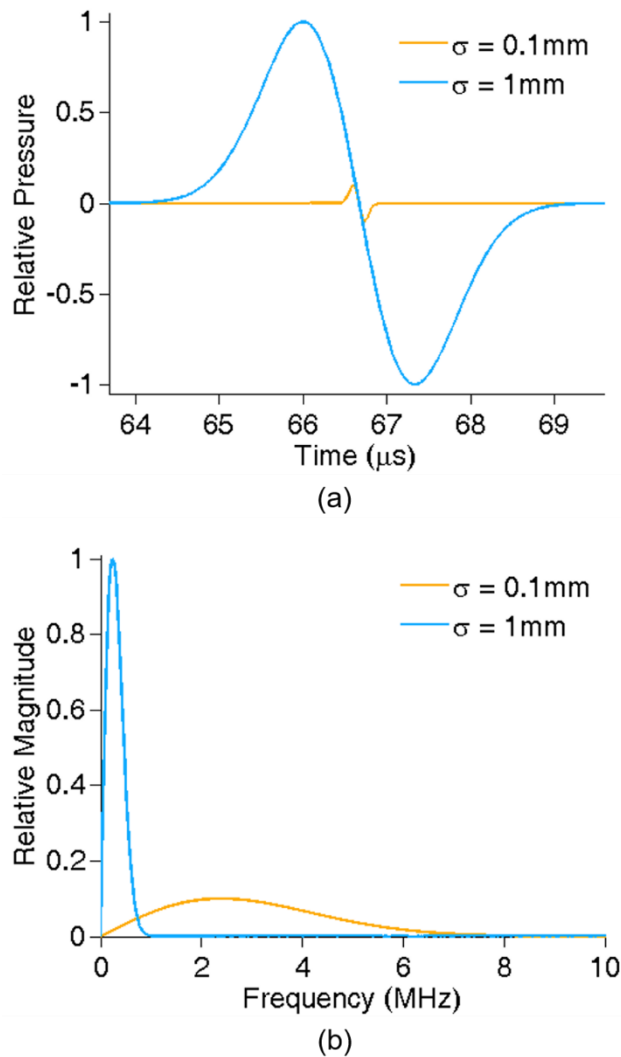 1
0.5
0
-0.5
-1
Relative Pressure
σ = 0.1mm
σ = 1mm
64 65 66 67 68 69
Time (μs)
(a)
1
0.8
0.6
0.4
0.2
0
Relative Magnitude
σ = 0.1mm
σ = 1mm
0 2 4 6 8 10
Frequency (MHz)
(b)